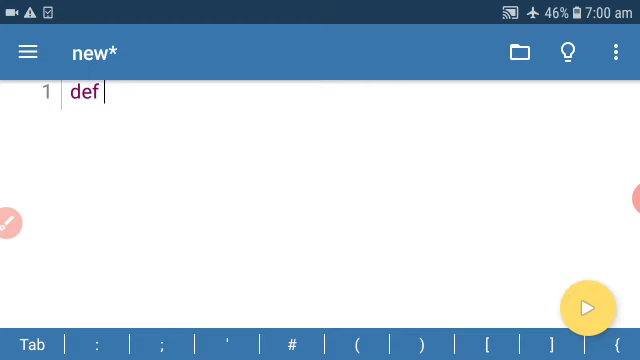 46% 7:00 am
new*
1 def
Tab : ; ' # ( ) [ ] {